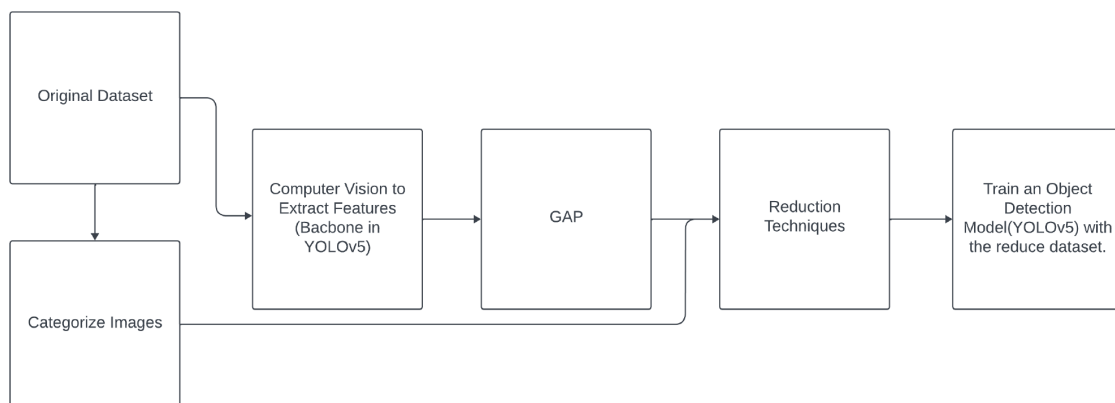 Original Dataset
Computer Vision to
Extract Features
(Bacbone in
YOLOv5)
GAP
Reduction
Techniques
Train an Object
Detection
Model(YOLOv5) with
the reduce dataset.
Categorize Images